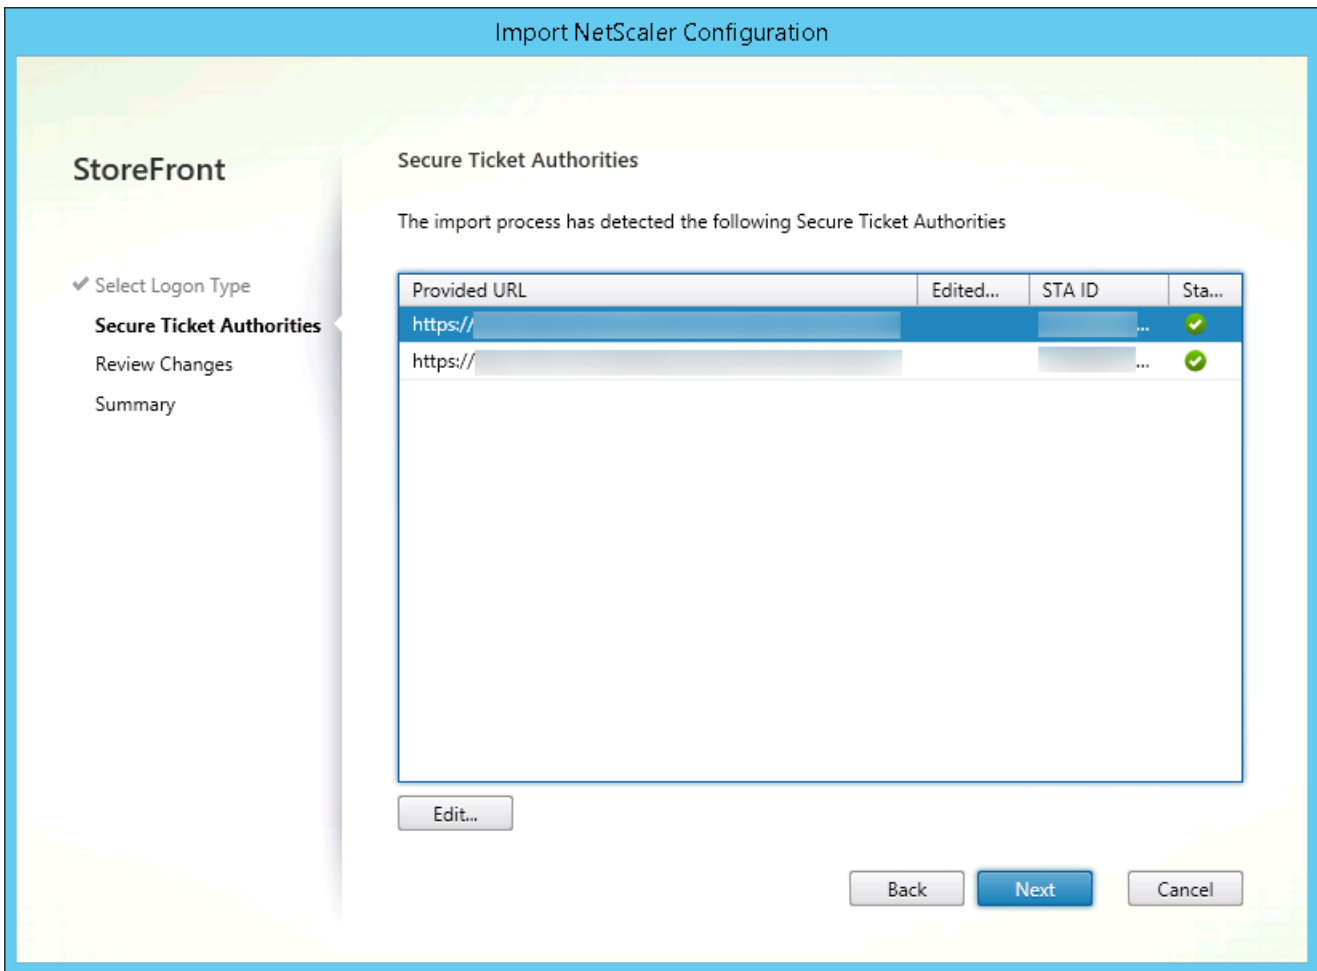 Import NetScaler Configuration
StoreFront
Select Logon Type
Secure Ticket Authorities
Review Changes
Summary
Secure Ticket Authorities
The import process has detected the following Secure Ticket Authorities
Provided URL Edited... STA ID Sta...
https:// ...
https:// ...
Edit...
Back Next Cancel